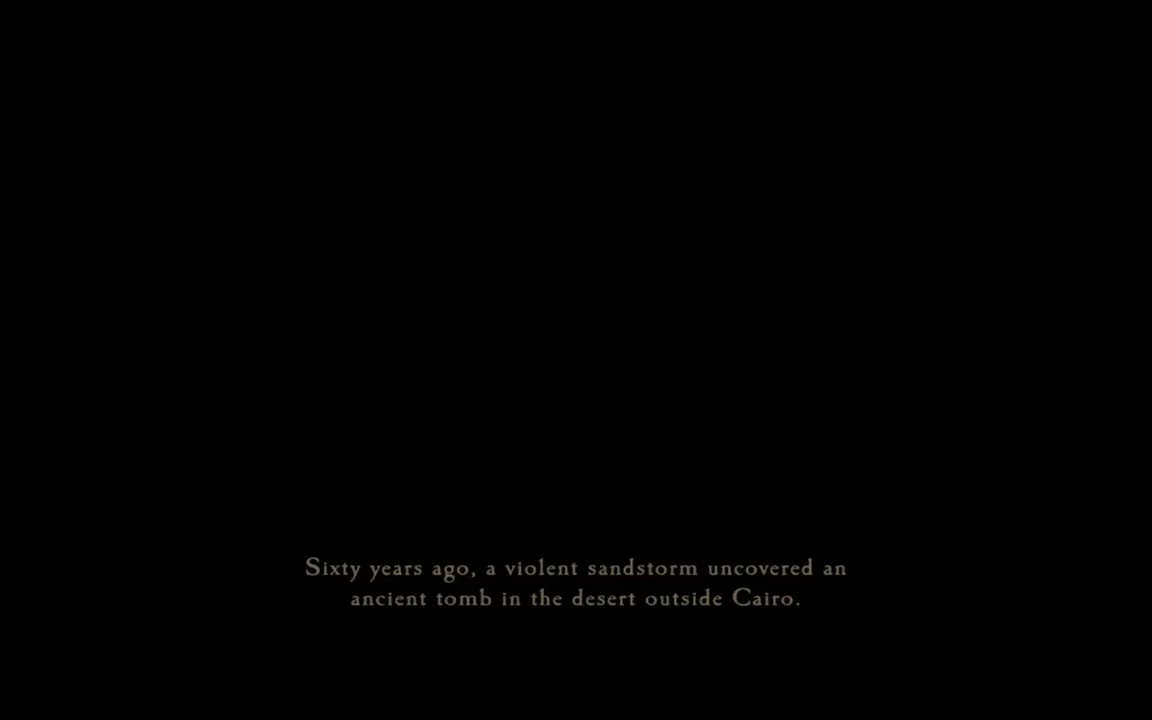 Sixty years ago, a violent sandstorm uncovered an
ancient tomb in the desert outside Cairo.